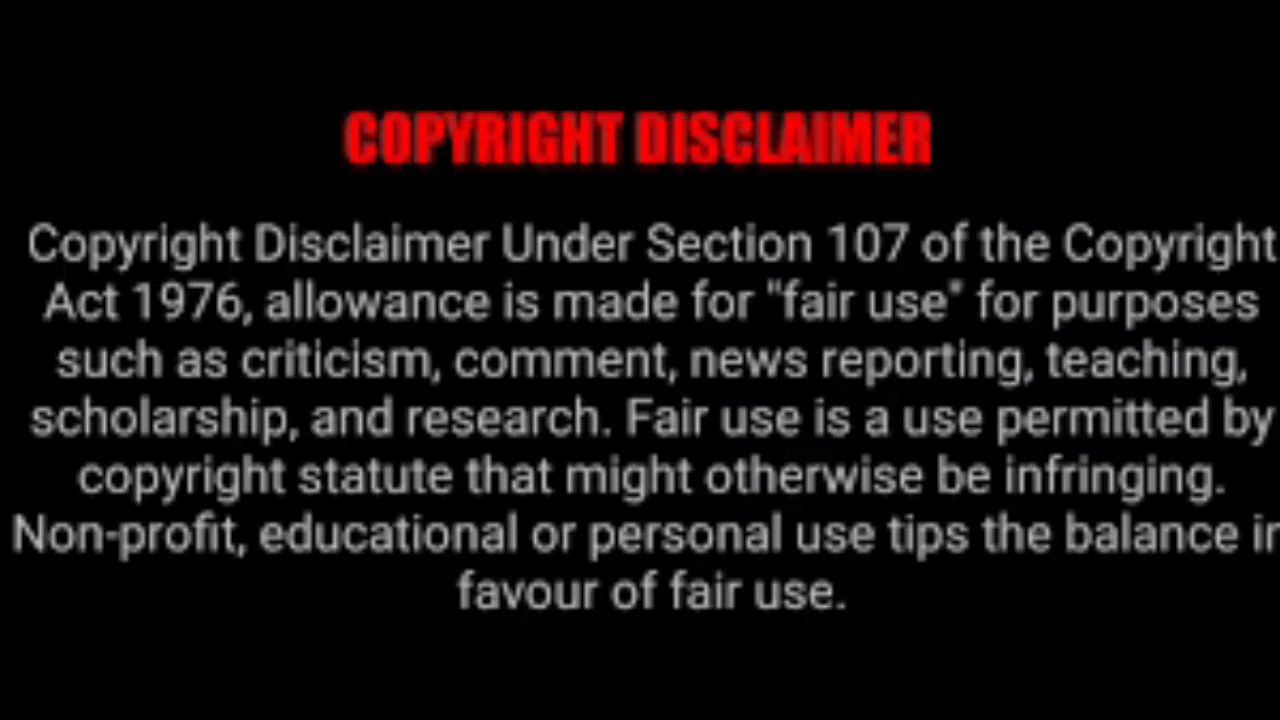 COPYRIGHT DISCLAIMER
Copyright Disclaimer Under Section 107 of the Copyright
Act 1976, allowance is made for "fair use" for purposes
such as criticism, comment, news reporting, teaching,
scholarship, and research. Fair use is a use permitted by
copyright statute that might otherwise be infringing.
Non-profit, educational or personal use tips the balance in
favour of fair use.